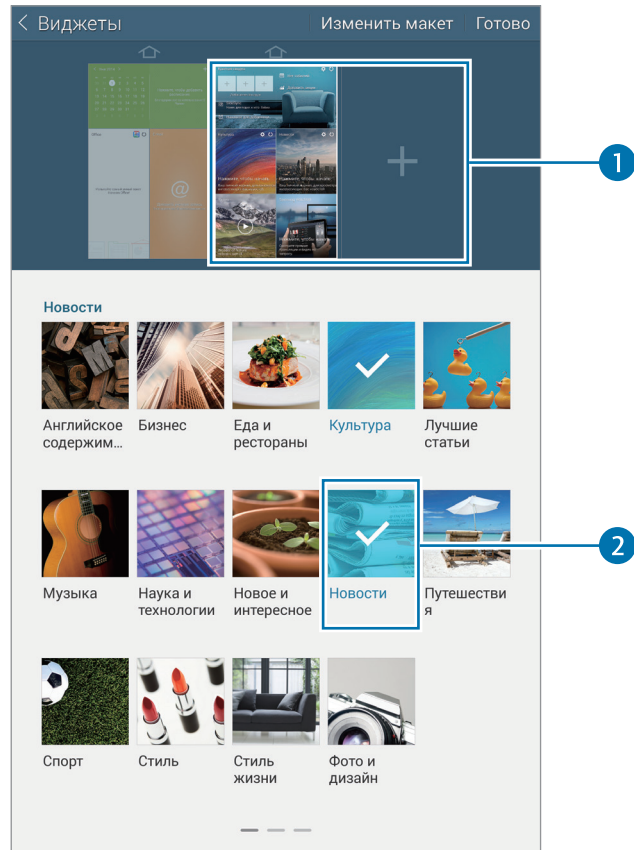 Виджеты
Изменить макет
Готово
1
Новости
Английское
содержим...
Бизнес
Еда и
рестораны
Культура
Лучшие
статьи
2
Музыка
Наука и
технологии
Новое и
интересное
Новости
Путешестви
я
Спорт
Стиль
Стиль
жизни
Фото и
дизайн